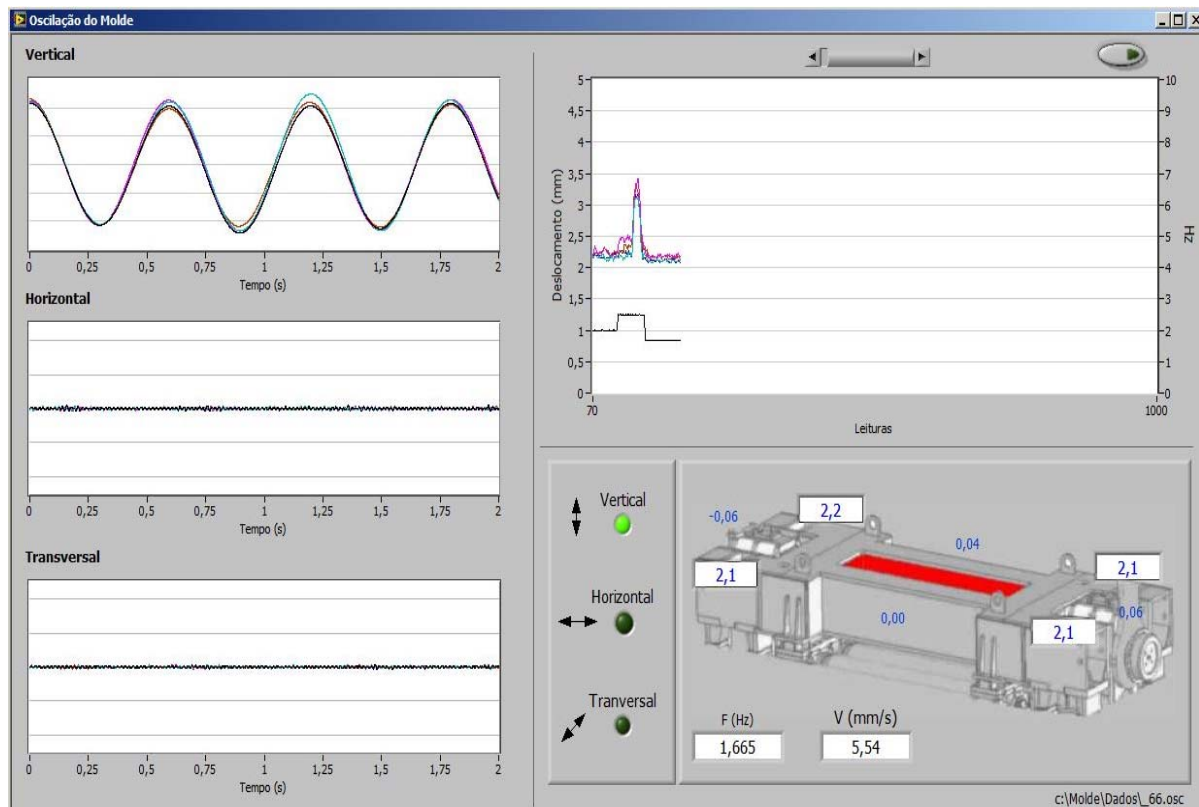 Oscilação do Molde
Vertical
0 0,25 0,5 0,75 1 1,25 1,5 1,75 2
Tempo (s)
Horizontal
0 0,25 0,5 0,75 1 1,25 1,5 1,75 2
Tempo (s)
Transversal
0 0,25 0,5 0,75 1 1,25 1,5 1,75 2
Tempo (s)
Deslocamento (mm)
5
4,5
4
3,5
3
2,5
2
1,5
1
0,5
0
10
9
8
7
6
5
4
3
2
1
0
Hz
70 1000
Leituras
Vertical
Horizontal
Tranversal
-0,06
2,2
0,04
2,1
2,1
0,06
0,00
2,1
F (Hz) V (mm/s)
1,665 5,54
c:\Molde\Dados\_66.osc